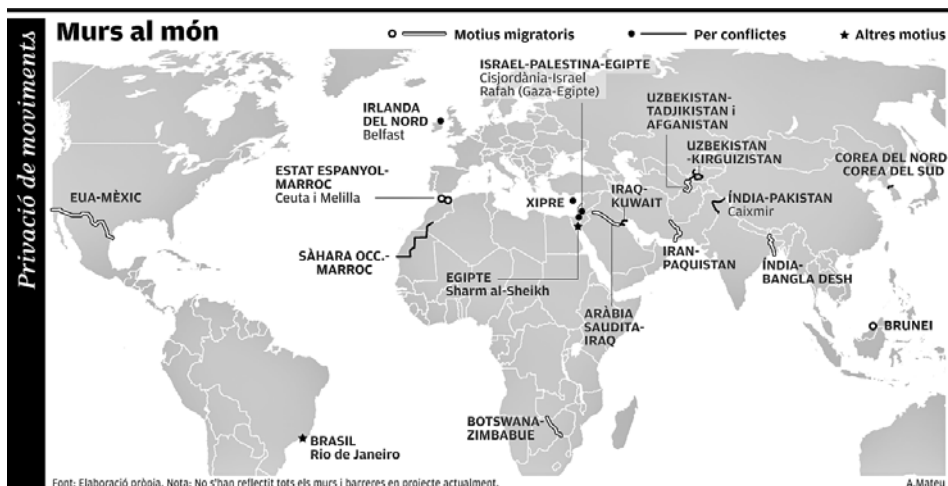 Privació de moviments
Murs al món
Motius migratoris
Per conflictes
Altres motius
ISRAEL-PALESTINA-EGIPTE
Cisjordània-Israel
Rafah (Gaza-Egipte)
IRLANDA
DEL NORD
Belfast
UZBEKISTAN-
TADJIKISTAN i
AFGANISTAN
UZBEKISTAN
-KIRGUIZISTAN
COREA DEL NORD
COREA DEL SUD
ESTAT ESPANYOL-
MARROC
Ceuta i Melilla
EUA-MÈXIC
XIPRE
IRAQ-
KUWAIT
ÍNDIA-PAKISTAN
Caixmir
SÀHARA OCC.-
MARROC
EGIPTE
Sharm al-Sheikh
IRAN-
PAQUISTAN
ÍNDIA-
BANGLA DESH
ARÀBIA
SAUDITA-
IRAQ
BRUNEI
BOTSWANA-
ZIMBABUE
BRASIL
Rio de Janeiro
Font: Elaboració pròpia. Nota: No s'han reflectit tots els murs i barreres en projecte actualment.
A.Mateu